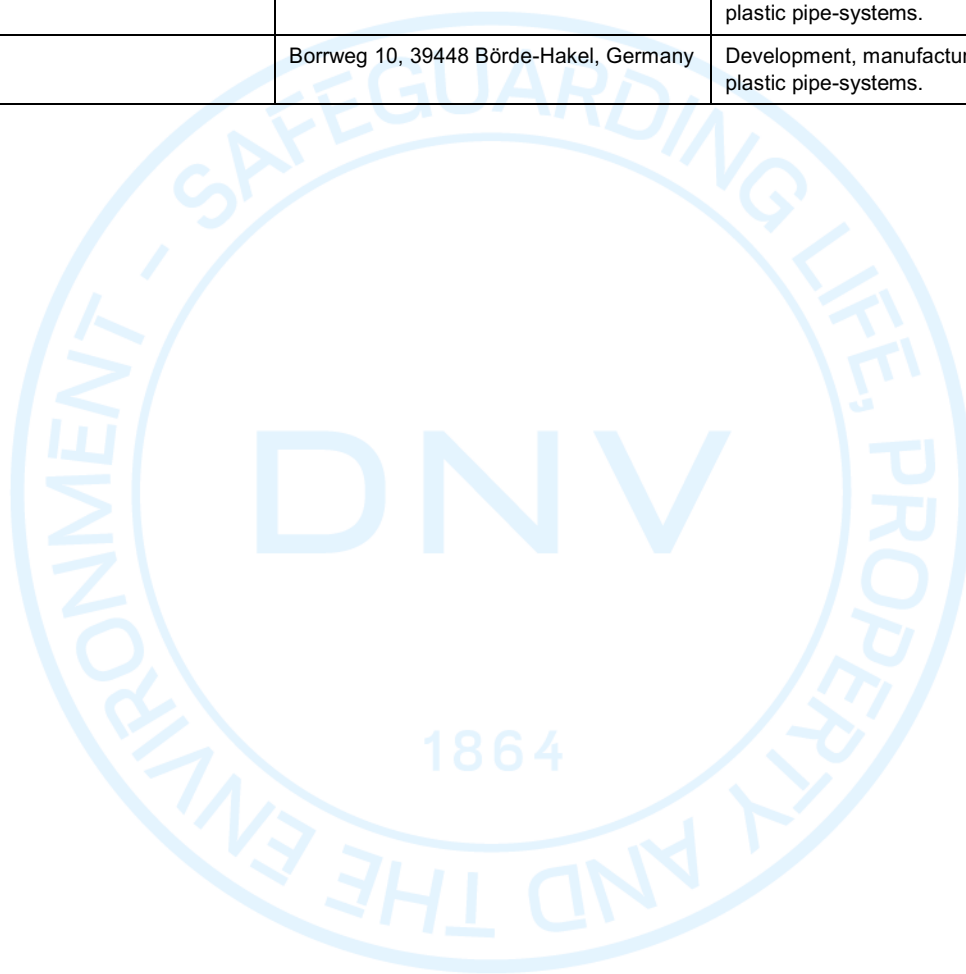 plastic pipe-systems.
Borrweg 10, 39448 Börde-Hakel, Germany
Development, manufactur
plastic pipe-systems.
SAFEGUARDING LIFE, PROPERTY AND THE ENVIRONMENT -
DNV
1864